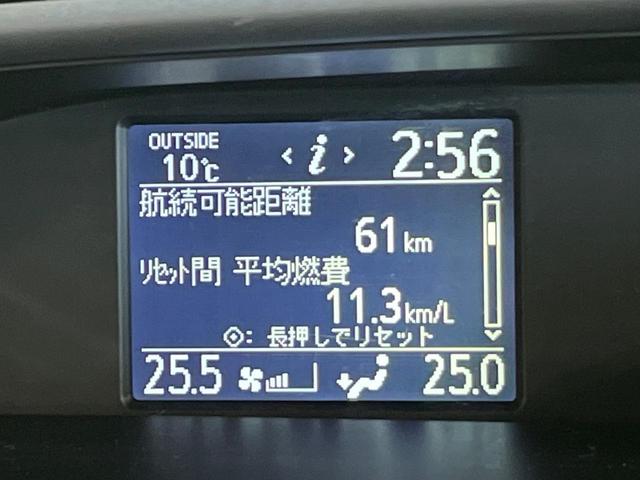 OUTSIDE
10℃
< i > 2:56
航続可能距離
61km
リセット間 平均燃費
11.3km/L
: 長押しでリセット
25.5 25.0